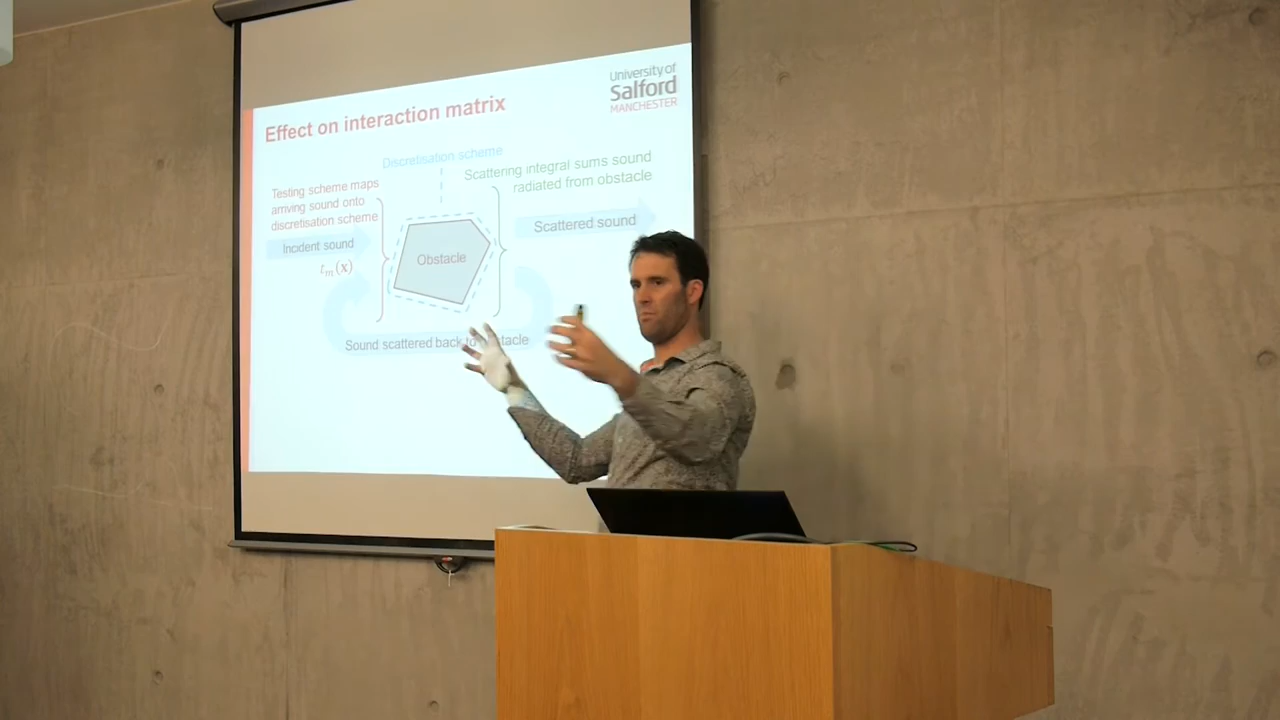 University of
Salford
MANCHESTER
Effect on interaction matrix
Discretisation scheme
Scattering integral sums sound
radiated from obstacle
Testing scheme maps
arriving sound onto
discretisation scheme
Scattered sound
Incident sound
Obstacle
tₘ(x)
Sound scattered back to